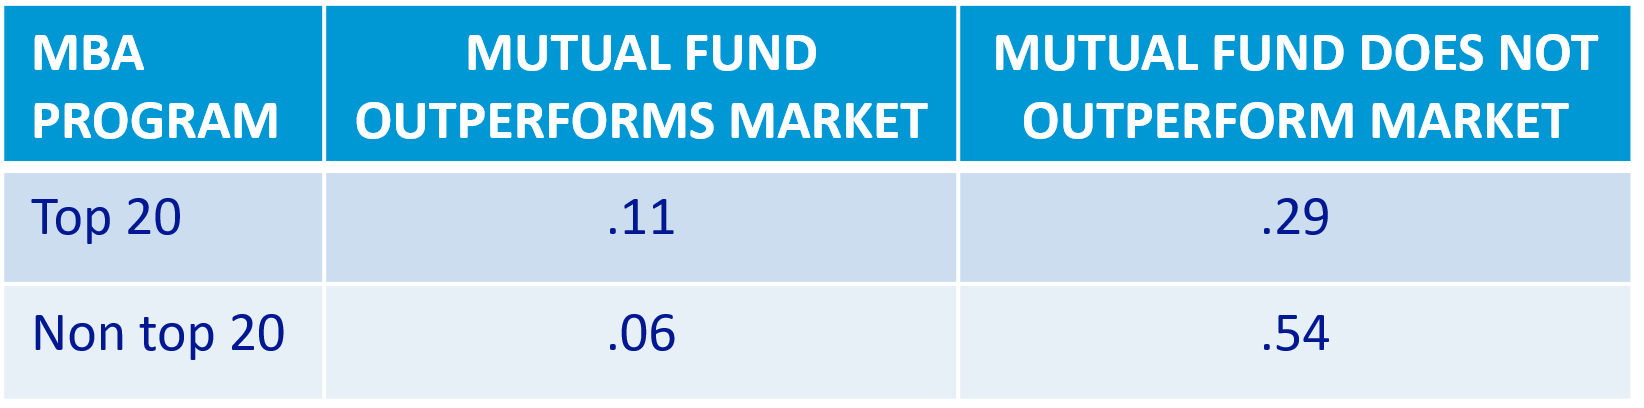 MBA PROGRAM
MUTUAL FUND OUTPERFORMS MARKET
MUTUAL FUND DOES NOT OUTPERFORM MARKET
Top 20 .11 .29
Non top 20 .06 .54